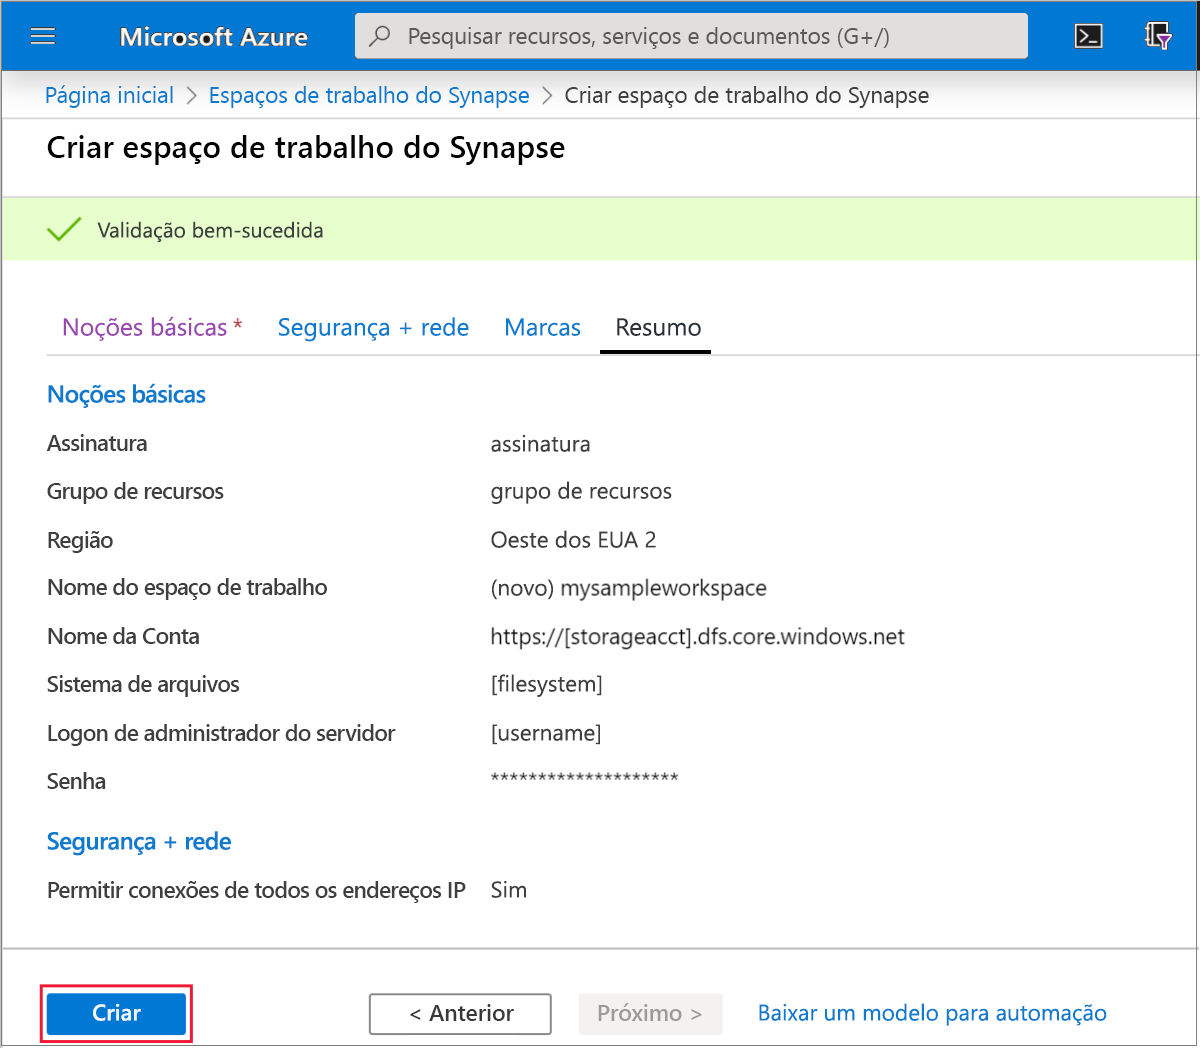 Microsoft Azure
Pesquisar recursos, serviços e documentos (G+/)
Página inicial > Espaços de trabalho do Synapse > Criar espaço de trabalho do Synapse
Criar espaço de trabalho do Synapse
Validação bem-sucedida
Noções básicas * Segurança + rede Marcas Resumo
Noções básicas
Assinatura assinatura
Grupo de recursos grupo de recursos
Região Oeste dos EUA 2
Nome do espaço de trabalho (novo) mysampleworkspace
Nome da Conta https://[storageacct].dfs.core.windows.net
Sistema de arquivos [filesystem]
Logon de administrador do servidor [username]
Senha ********************
Segurança + rede
Permitir conexões de todos os endereços IP Sim
Criar < Anterior Próximo > Baixar um modelo para automação